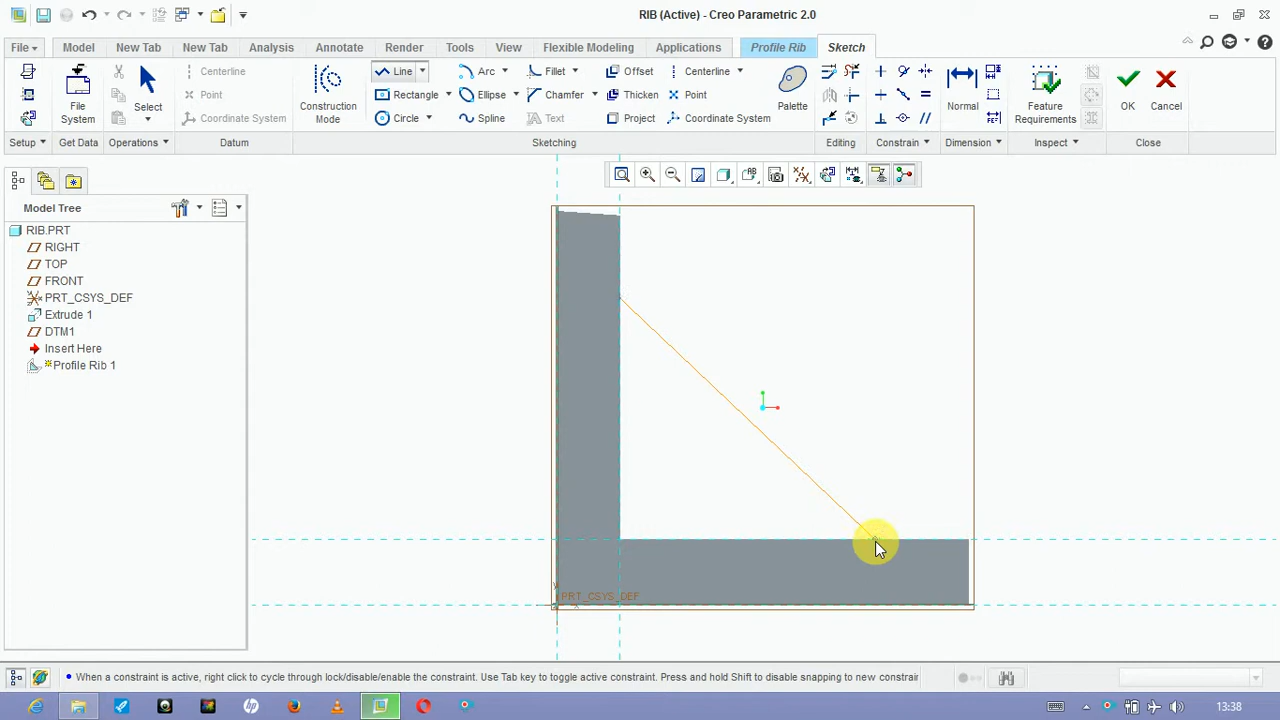 RIB (Active) - Creo Parametric 2.0
File Model New Tab New Tab Analysis Annotate Render Tools View Flexible Modeling Applications Profile Rib Sketch
Centerline Line Arc Fillet Offset Centerline
Point Rectangle Ellipse Chamfer Thicken Point
Coordinate System Circle Spline Text Project Coordinate System
File System Select Construction Mode Palette Normal Feature Requirements OK Cancel
Setup Get Data Operations Datum Sketching Editing Constrain Dimension Inspect Close
Model Tree
RIB.PRT
RIGHT
TOP
FRONT
PRT_CSYS_DEF
Extrude 1
DTM1
Insert Here
Profile Rib 1
Y
PRT_CSYS_DEF
X
When a constraint is active, right click to cycle through lock/disable/enable the constraint. Use Tab key to toggle active constraint. Press and hold Shift to disable snapping to new constrain
13:38